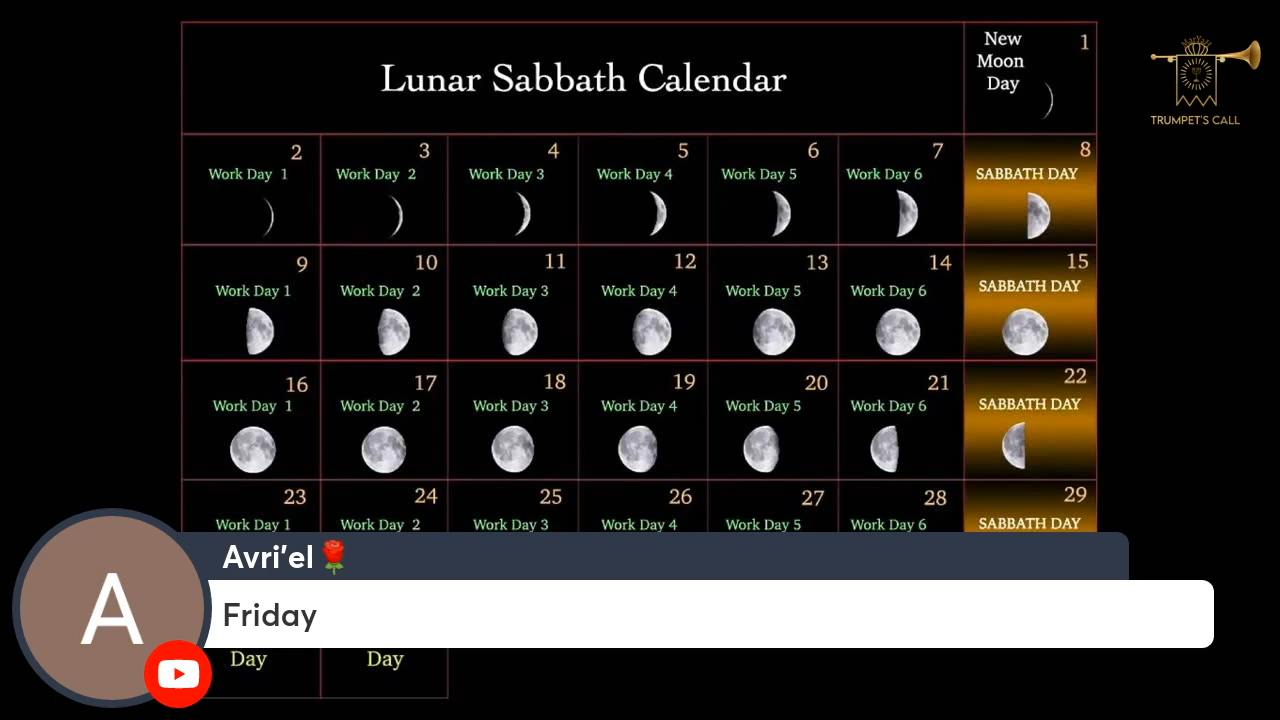 Lunar Sabbath Calendar
New
Moon
Day
1
TRUMPET'S CALL
2 3 4 5 6 7 8
Work Day 1 Work Day 2 Work Day 3 Work Day 4 Work Day 5 Work Day 6 SABBATH DAY
9 10 11 12 13 14 15
Work Day 1 Work Day 2 Work Day 3 Work Day 4 Work Day 5 Work Day 6 SABBATH DAY
16 17 18 19 20 21 22
Work Day 1 Work Day 2 Work Day 3 Work Day 4 Work Day 5 Work Day 6 SABBATH DAY
23 24 25 26 27 28 29
Work Day 1 Work Day 2 Work Day 3 Work Day 4 Work Day 5 Work Day 6 SABBATH DAY
A
Avri'el🌹
Friday
Day Day